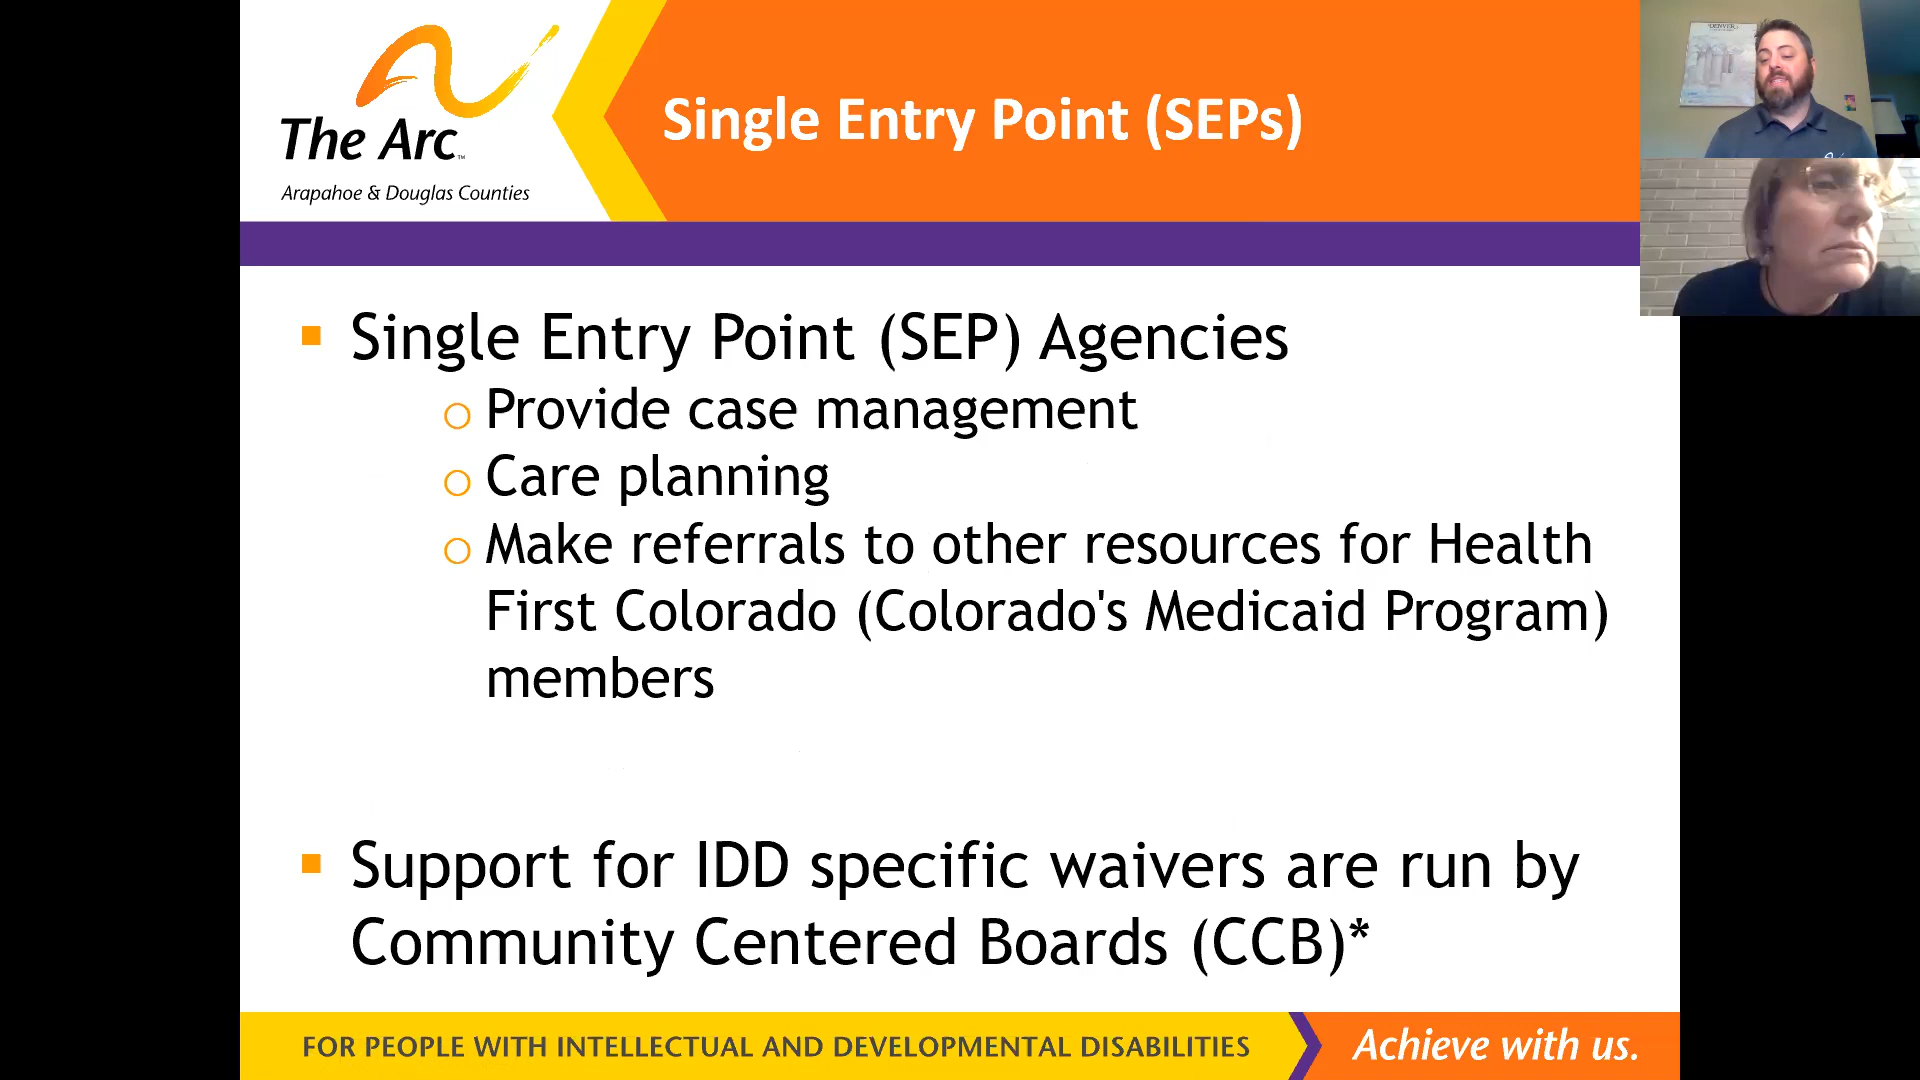 The Arc™
Arapahoe & Douglas Counties
Single Entry Point (SEPs)
DENVER
Single Entry Point (SEP) Agencies
Provide case management
Care planning
Make referrals to other resources for Health
First Colorado (Colorado's Medicaid Program)
members
Support for IDD specific waivers are run by
Community Centered Boards (CCB)*
FOR PEOPLE WITH INTELLECTUAL AND DEVELOPMENTAL DISABILITIES
Achieve with us.